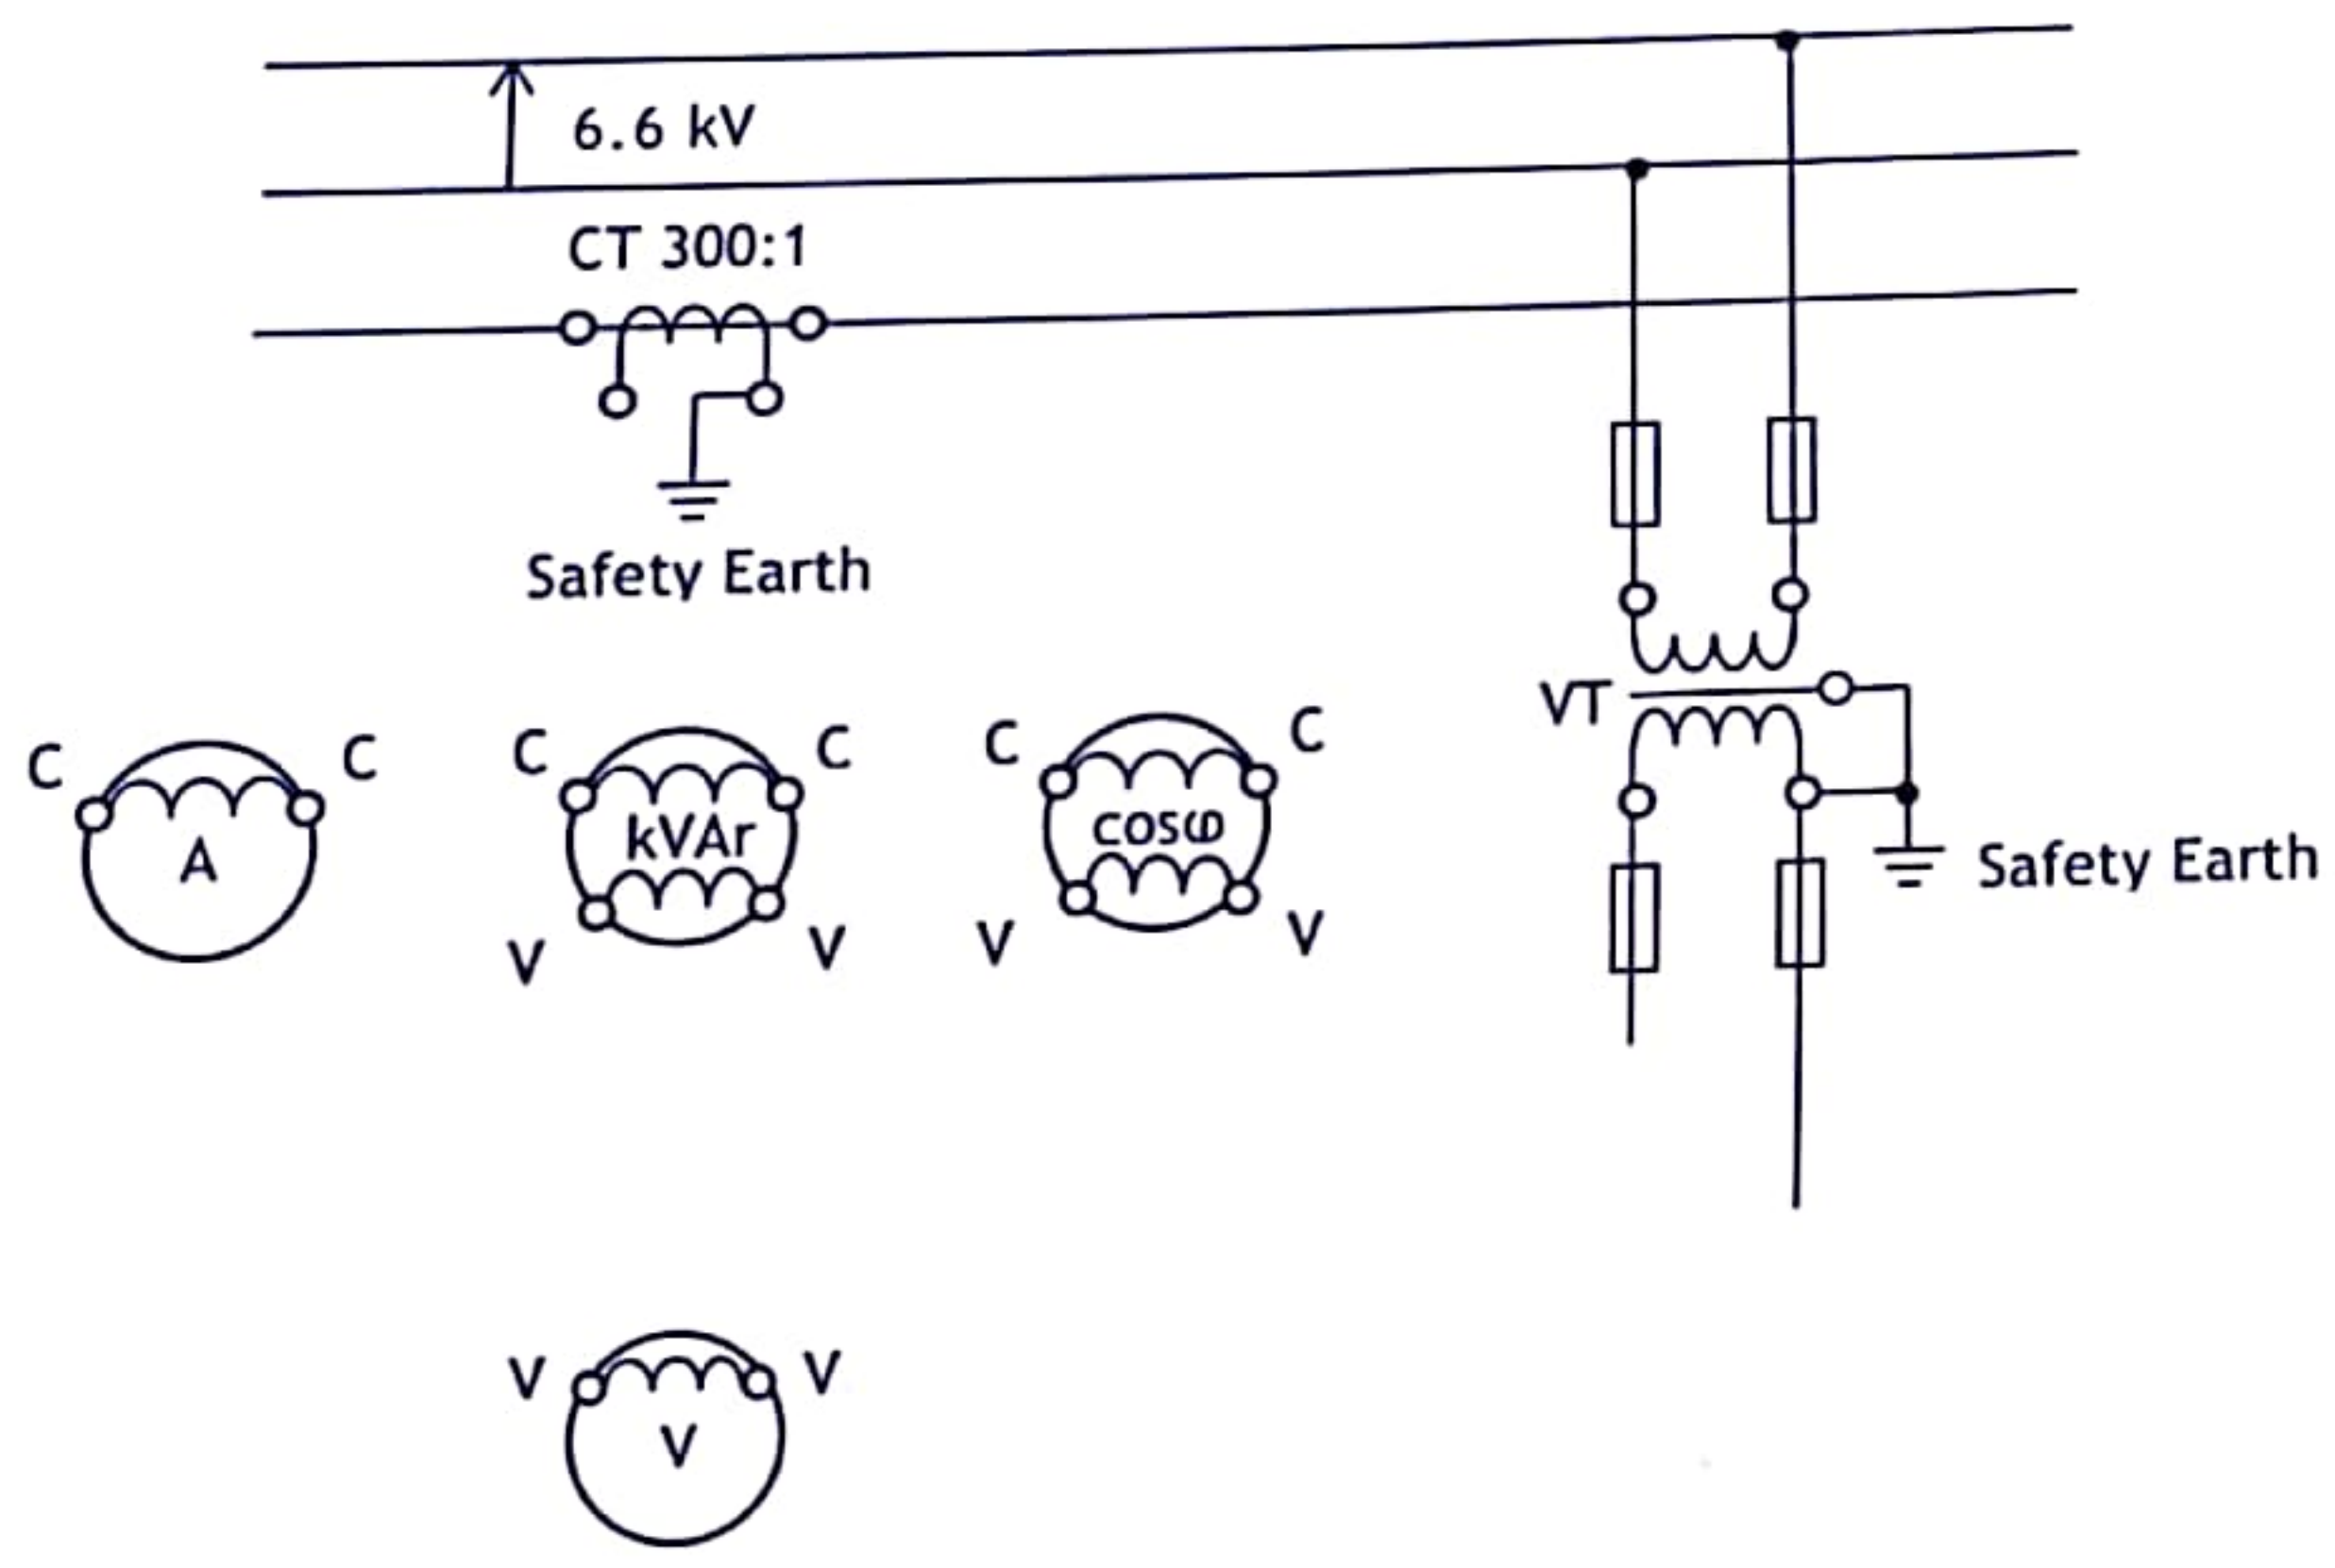 6.6 kV
CT 300:1
Safety Earth
VT
C C C C C C
A kVAr cosφ
Safety Earth
V V V V
V V
V